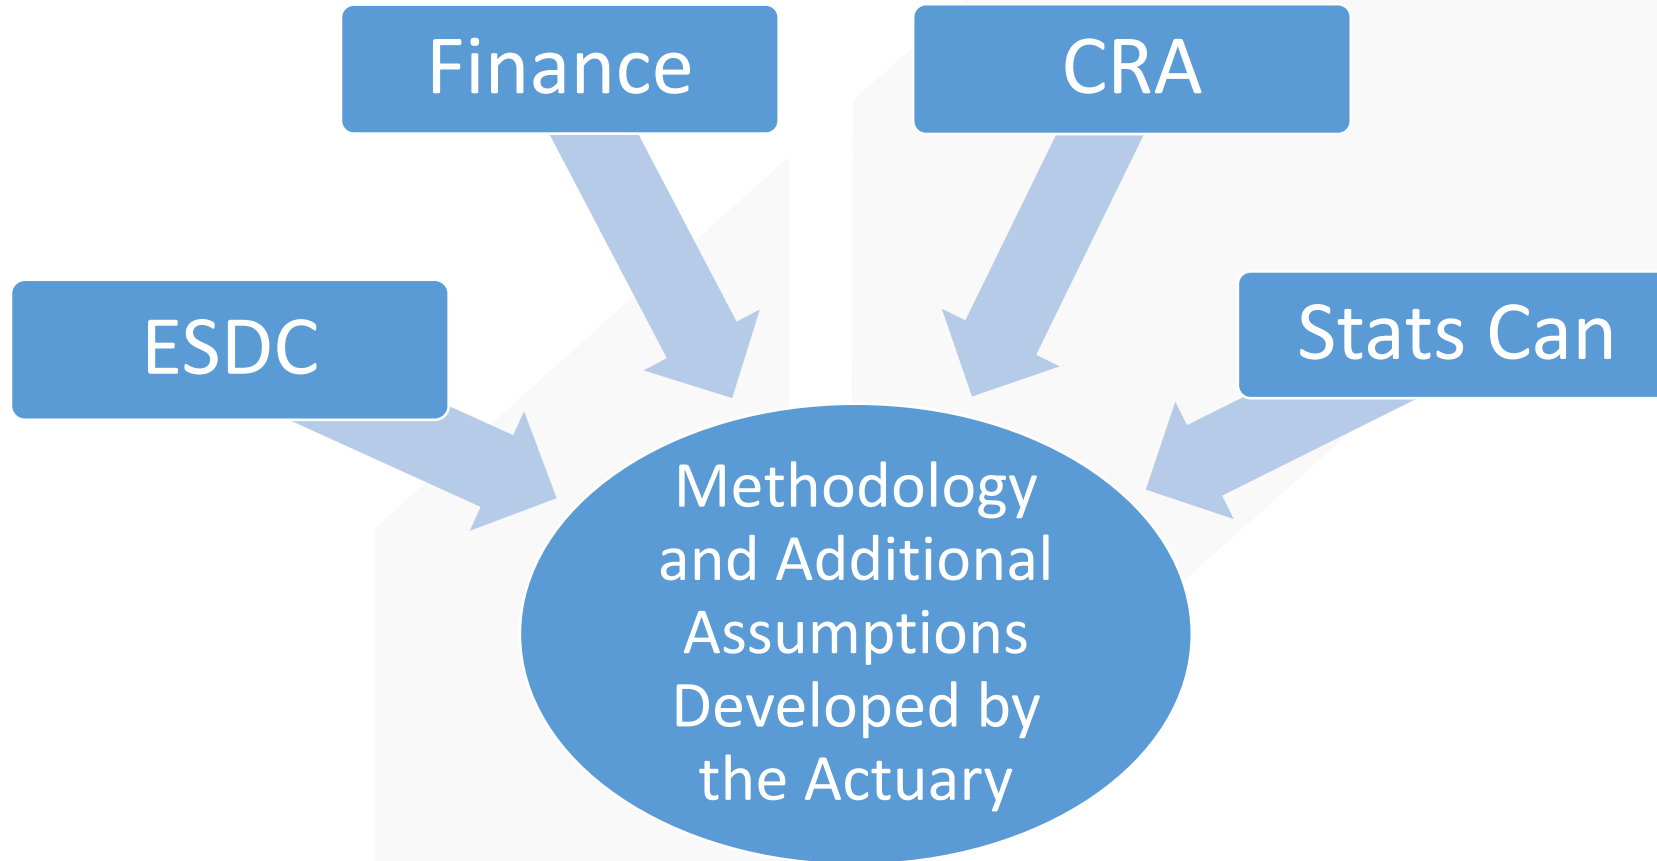 Finance
CRA
ESDC
Stats Can
Methodology
and Additional
Assumptions
Developed by
the Actuary